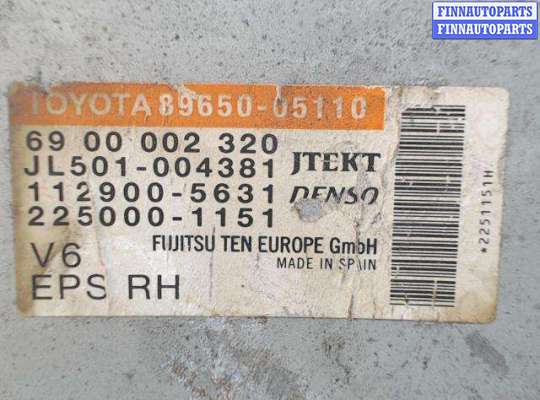 FINNAUTOPARTS
FINNAUTOPARTS
TOYOTA 89650-05110
69 00 002 320
JL501-004381 JTEKT
112900-5631 DENSO
225000-1151
V6 FUJITSU TEN EUROPE GmbH
MADE IN SPAIN
EPS RH
*2251151H